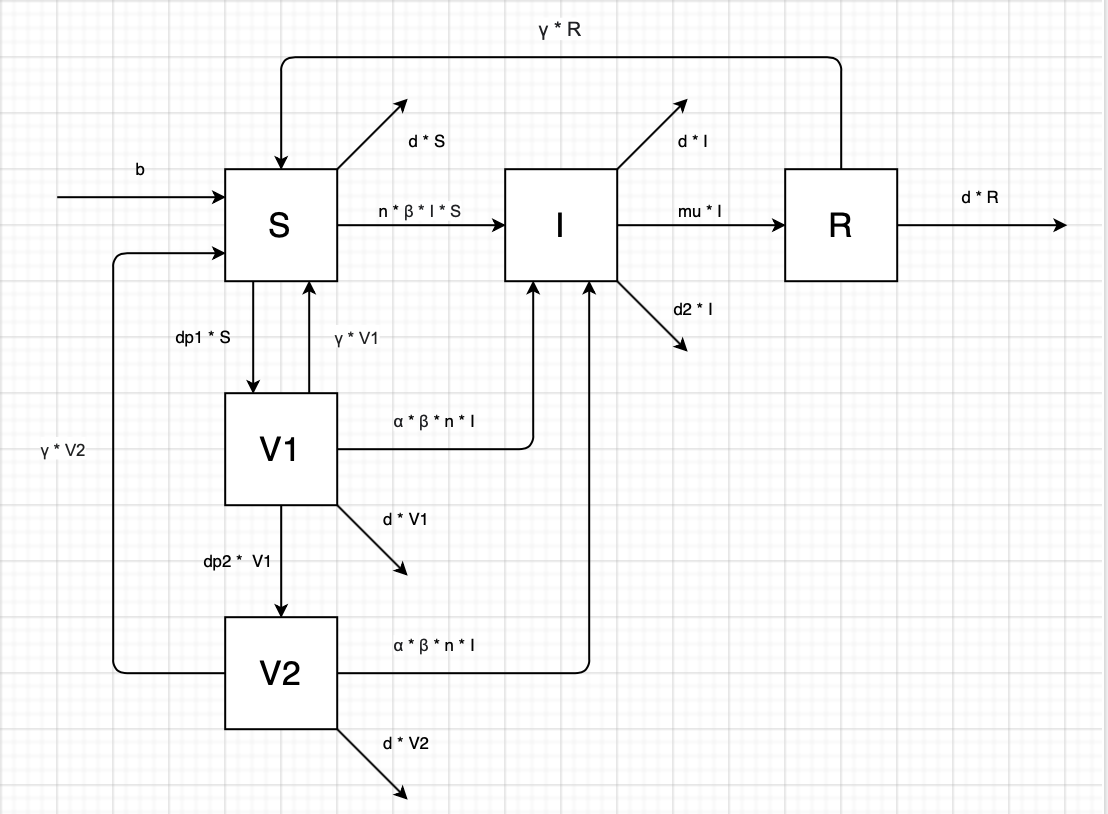 γ * R
d * S
d * I
b
d * R
n * β * I * S
mu * I
S
I
R
d2 * I
dp1 * S
γ * V1
α * β * n * I
γ * V2
V1
d * V1
dp2 *  V1
α * β * n * I
V2
d * V2